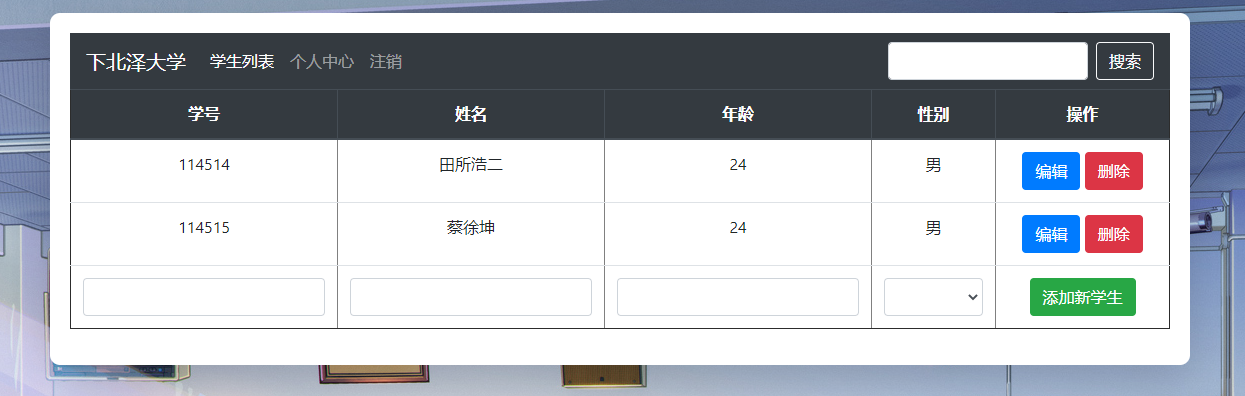 下北泽大学 学生列表 个人中心 注销 搜索
学号 姓名 年龄 性别 操作
114514 田所浩二 24 男 编辑 删除
114515 蔡徐坤 24 男 编辑 删除
添加新学生